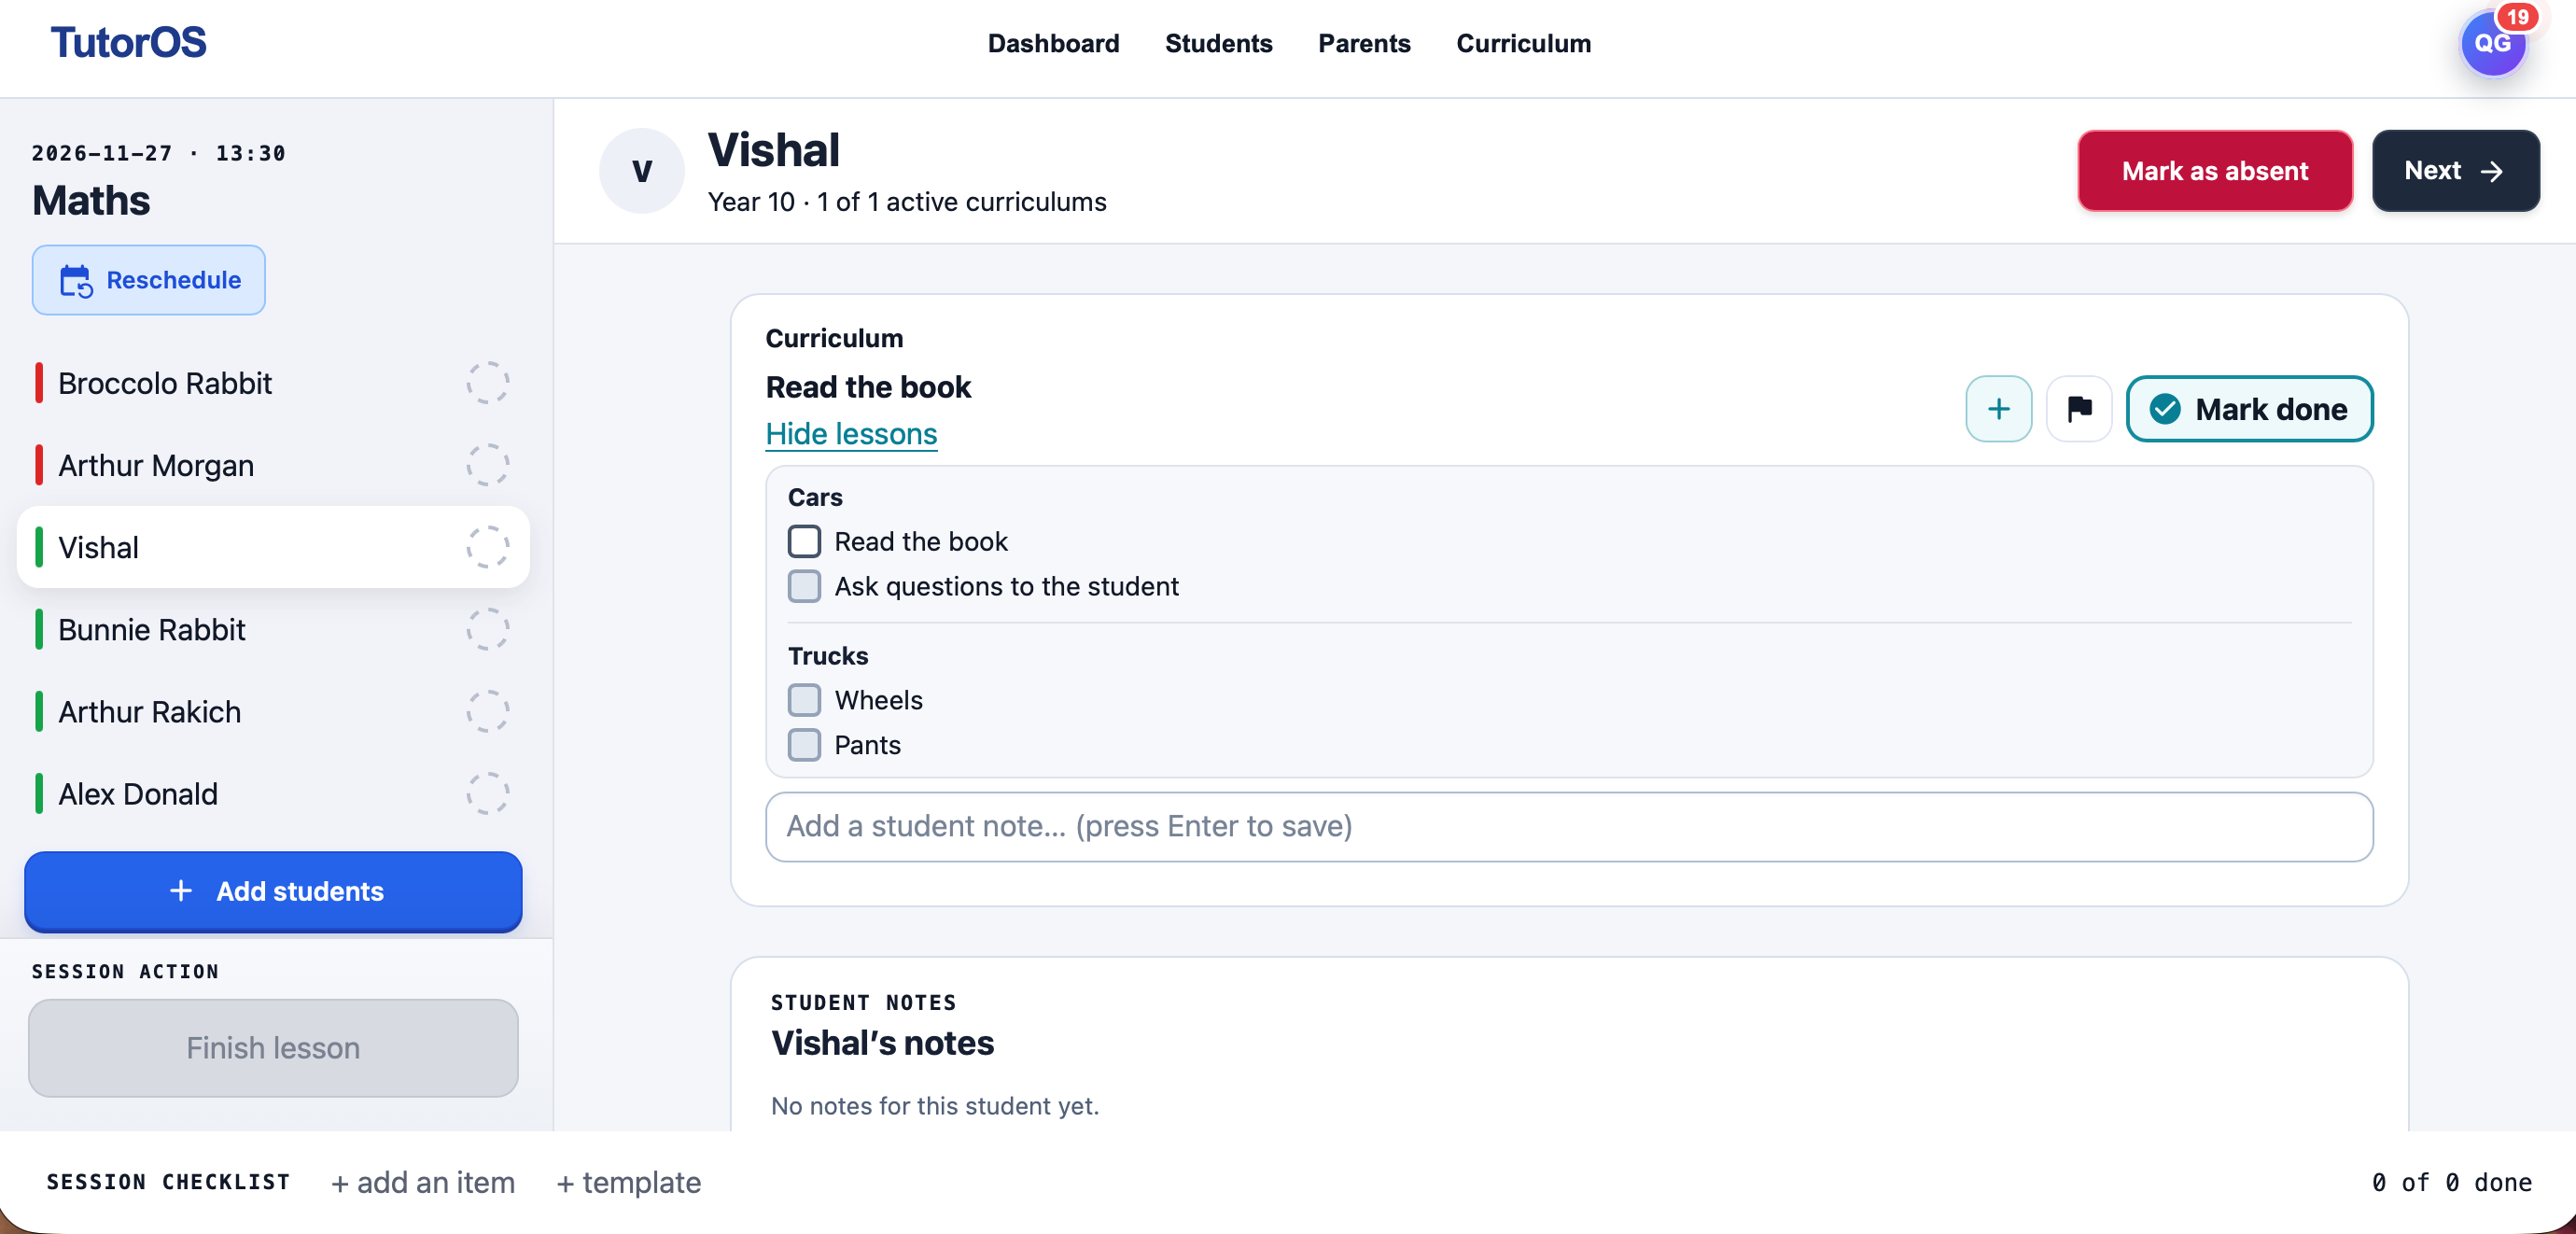 TutorOS
Dashboard
Students
Parents
Curriculum
19
QG
2026-11-27 · 13:30
Maths
Reschedule
Broccolo Rabbit
Arthur Morgan
Vishal
Bunnie Rabbit
Arthur Rakich
Alex Donald
+ Add students
SESSION ACTION
Finish lesson
V
Vishal
Year 10 · 1 of 1 active curriculums
Mark as absent
Next →
Curriculum
Read the book
Hide lessons
+
Mark done
Cars
Read the book
Ask questions to the student
Trucks
Wheels
Pants
Add a student note... (press Enter to save)
STUDENT NOTES
Vishal’s notes
No notes for this student yet.
SESSION CHECKLIST
+ add an item
+ template
0 of 0 done